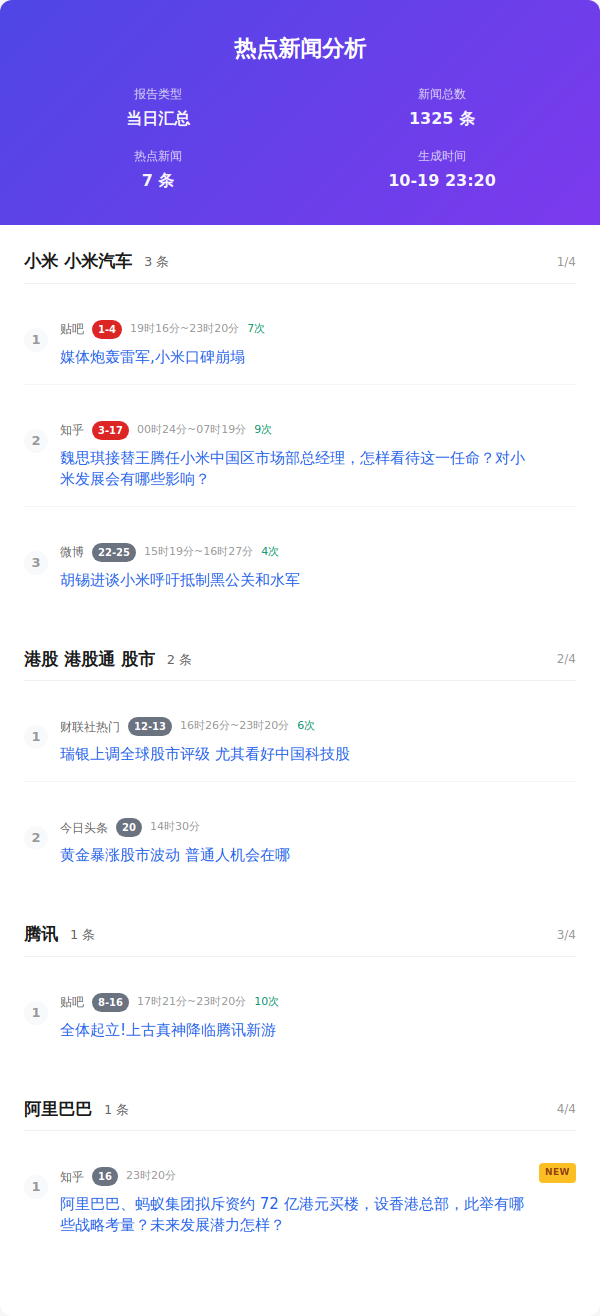 热点新闻分析
报告类型
新闻总数
当日汇总
1325 条
热点新闻
生成时间
7 条
10-19 23:20
小米 小米汽车 3 条 1/4
1 贴吧 1-4 19时16分~23时20分 7次
媒体炮轰雷军,小米口碑崩塌
2 知乎 3-17 00时24分~07时19分 9次
魏思琪接替王腾任小米中国区市场部总经理，怎样看待这一任命？对小
米发展会有哪些影响？
3 微博 22-25 15时19分~16时27分 4次
胡锡进谈小米呼吁抵制黑公关和水军
港股 港股通 股市 2 条 2/4
1 财联社热门 12-13 16时26分~23时20分 6次
瑞银上调全球股市评级 尤其看好中国科技股
2 今日头条 20 14时30分
黄金暴涨股市波动 普通人机会在哪
腾讯 1 条 3/4
1 贴吧 8-16 17时21分~23时20分 10次
全体起立!上古真神降临腾讯新游
阿里巴巴 1 条 4/4
1 知乎 16 23时20分 NEW
阿里巴巴、蚂蚁集团拟斥资约 72 亿港元买楼，设香港总部，此举有哪
些战略考量？未来发展潜力怎样？